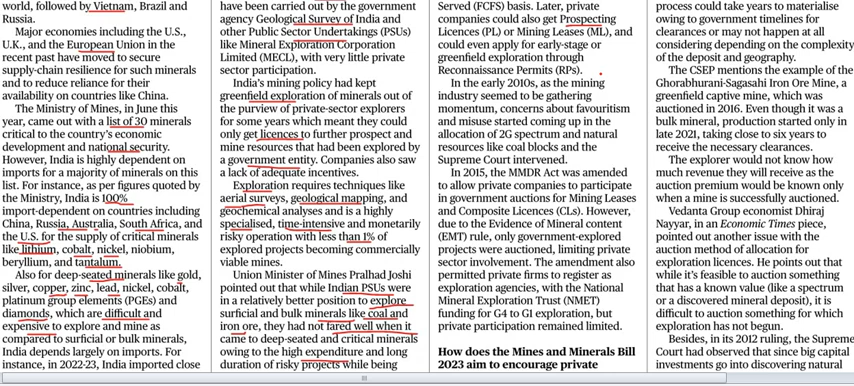 world, followed by Vietnam, Brazil and
Russia.
Major economies including the U.S.,
U.K., and the European Union in the
recent past have moved to secure
supply-chain resilience for such minerals
and to reduce reliance for their
availability on countries like China.
The Ministry of Mines, in June this
year, came out with a list of 30 minerals
critical to the country's economic
development and national security.
However, India is highly dependent on
imports for a majority of minerals on this
list. For instance, as per figures quoted by
the Ministry, India is 100%
import-dependent on countries including
China, Russia, Australia, South Africa, and
the U.S. for the supply of critical minerals
like lithium, cobalt, nickel, niobium,
beryllium, and tantalum.
Also for deep-seated minerals like gold,
silver, copper, zinc, lead, nickel, cobalt,
platinum group elements (PGEs) and
diamonds, which are difficult and
expensive to explore and mine as
compared to surficial or bulk minerals,
India depends largely on imports. For
instance, in 2022-23, India imported close
have been carried out by the government
agency Geological Survey of India and
other Public Sector Undertakings (PSUs)
like Mineral Exploration Corporation
Limited (MECL), with very little private
sector participation.
India's mining policy had kept
greenfield exploration of minerals out of
the purview of private-sector explorers
for some years which meant they could
only get licences to further prospect and
mine resources that had been explored by
a government entity. Companies also saw
a lack of adequate incentives.
Exploration requires techniques like
aerial surveys, geological mapping, and
geochemical analyses and is a highly
specialised, time-intensive and monetarily
risky operation with less than 1% of
explored projects becoming commercially
viable mines.
Union Minister of Mines Pralhad Joshi
pointed out that while Indian PSUs were
in a relatively better position to explore
surficial and bulk minerals like coal and
iron ore, they had not fared well when it
came to deep-seated and critical minerals
owing to the high expenditure and long
duration of risky projects while being
Served (FCFS) basis. Later, private
companies could also get Prospecting
Licences (PL) or Mining Leases (ML), and
could even apply for early-stage or
greenfield exploration through
Reconnaissance Permits (RPs).
In the early 2010s, as the mining
industry seemed to be gathering
momentum, concerns about favouritism
and misuse started coming up in the
allocation of 2G spectrum and natural
resources like coal blocks and the
Supreme Court intervened.
In 2015, the MMDR Act was amended
to allow private companies to participate
in government auctions for Mining Leases
and Composite Licences (CLs). However,
due to the Evidence of Mineral content
(EMT) rule, only government-explored
projects were auctioned, limiting private
sector involvement. The amendment also
permitted private firms to register as
exploration agencies, with the National
Mineral Exploration Trust (NMET)
funding for G4 to G1 exploration, but
private participation remained limited.
How does the Mines and Minerals Bill
2023 aim to encourage private
process could take years to materialise
owing to government timelines for
clearances or may not happen at all
considering depending on the complexity
of the deposit and geography.
The CSEP mentions the example of the
Ghorabhurani-Sagasahi Iron Ore Mine, a
greenfield captive mine, which was
auctioned in 2016. Even though it was a
bulk mineral, production started only in
late 2021, taking close to six years to
receive the necessary clearances.
The explorer would not know how
much revenue they will receive as the
auction premium would be known only
when a mine is successfully auctioned.
Vedanta Group economist Dhiraj
Nayyar, in an Economic Times piece,
pointed out another issue with the
auction method of allocation for
exploration licences. He points out that
while it's feasible to auction something
that has a known value (like a spectrum
or a discovered mineral deposit), it is
difficult to auction something for which
exploration has not begun.
Besides, in its 2012 ruling, the Supreme
Court had observed that since big capital
investments go into discovering natural